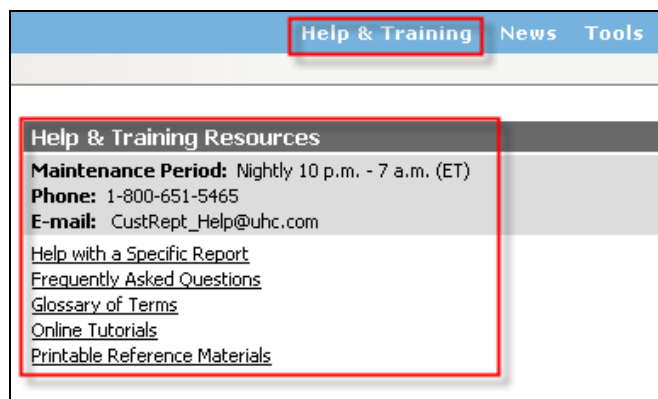 Help & Training News Tools
Help & Training Resources
Maintenance Period: Nightly 10 p.m. - 7 a.m. (ET)
Phone: 1-800-651-5465
E-mail: CustRept_Help@uhc.com
Help with a Specific Report
Frequently Asked Questions
Glossary of Terms
Online Tutorials
Printable Reference Materials